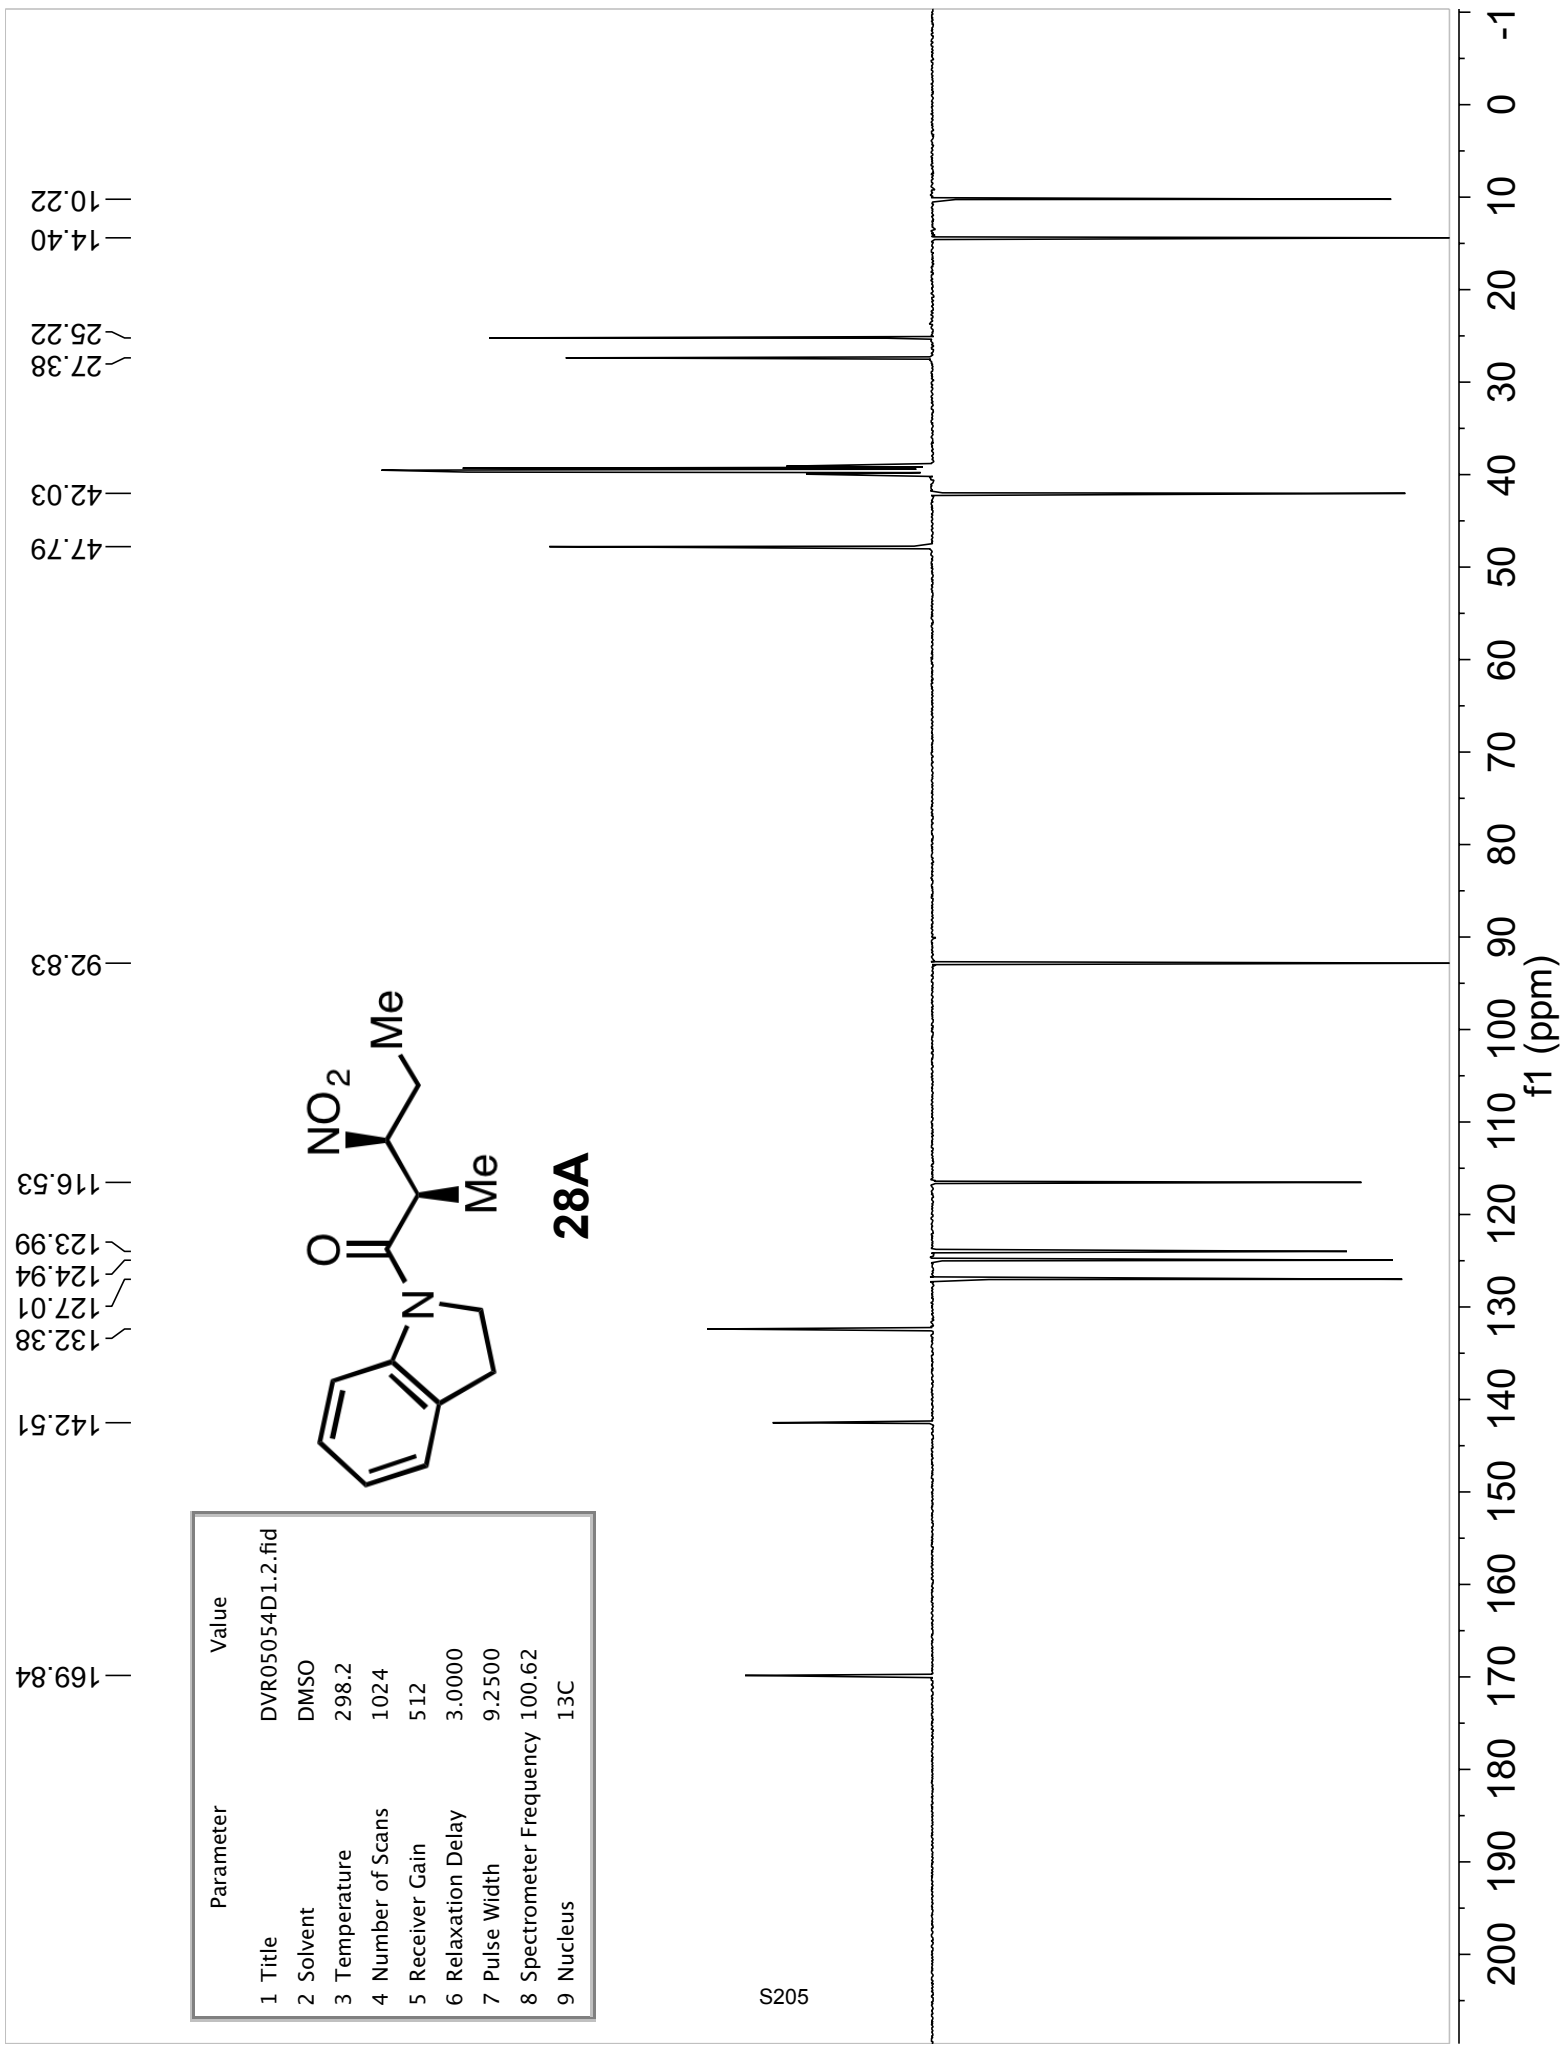 169.84
142.51
132.38
127.01
124.94
123.99
116.53
92.83
47.79
42.03
27.38
25.22
14.40
10.22
Parameter Value
1 Title DVR05054D1.2.fid
2 Solvent DMSO
3 Temperature 298.2
4 Number of Scans 1024
5 Receiver Gain 512
6 Relaxation Delay 3.0000
7 Pulse Width 9.2500
8 Spectrometer Frequency 100.62
9 Nucleus 13C
O
NO2
N
Me
Me
28A
200 190 180 170 160 150 140 130 120 110 100 90 80 70 60 50 40 30 20 10 0 -1
f1 (ppm)
S205